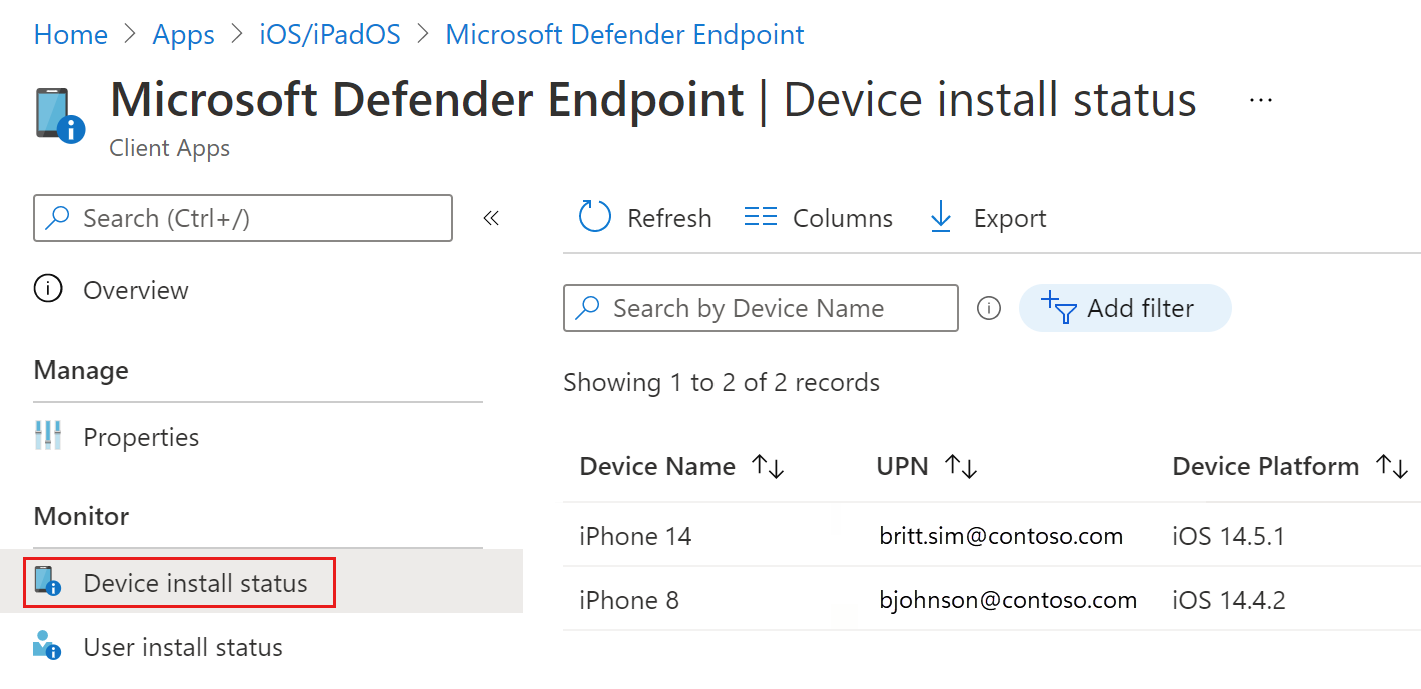 Home > Apps > iOS/iPadOS > Microsoft Defender Endpoint
Microsoft Defender Endpoint | Device install status ...
Client Apps
Search (Ctrl+/) «
Overview
Manage
Properties
Monitor
Device install status
User install status
Refresh Columns Export
Search by Device Name Add filter
Showing 1 to 2 of 2 records
Device Name ↑↓ UPN ↑↓ Device Platform ↑↓
iPhone 14 britt.sim@contoso.com iOS 14.5.1
iPhone 8 bjohnson@contoso.com iOS 14.4.2